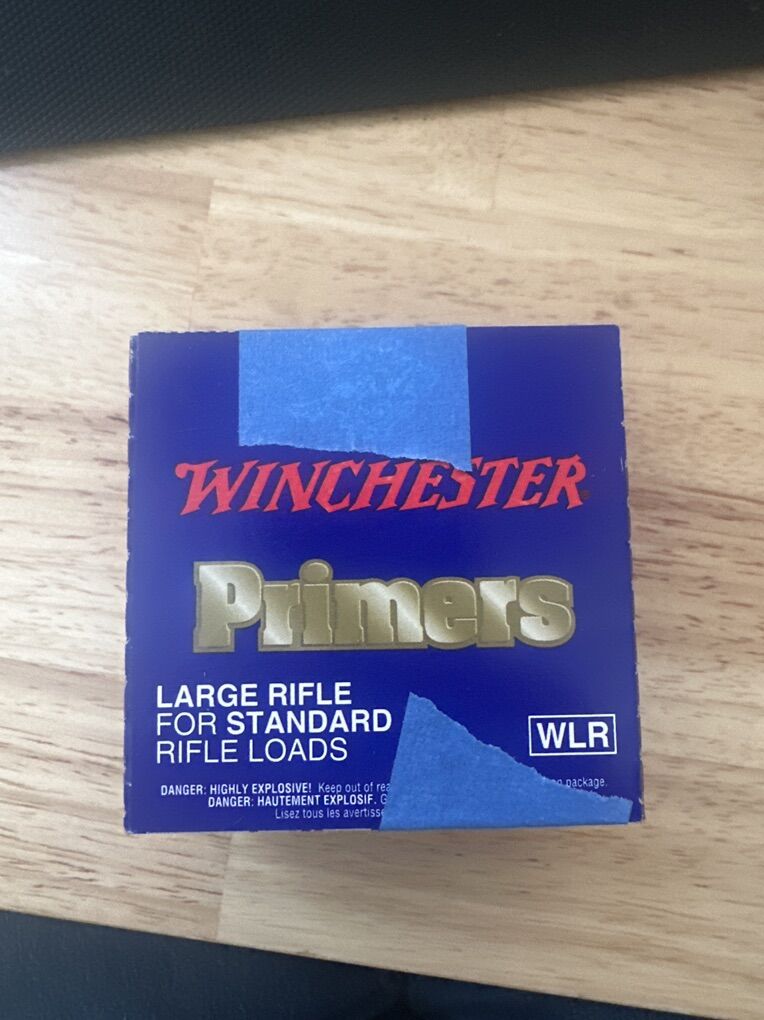 WINCHESTER
Primers
LARGE RIFLE
FOR STANDARD
RIFLE LOADS
WLR
DANGER: HIGHLY EXPLOSIVE! Keep out of package.
DANGER: HAUTEMENT EXPLOSIF.
Lisez tous les